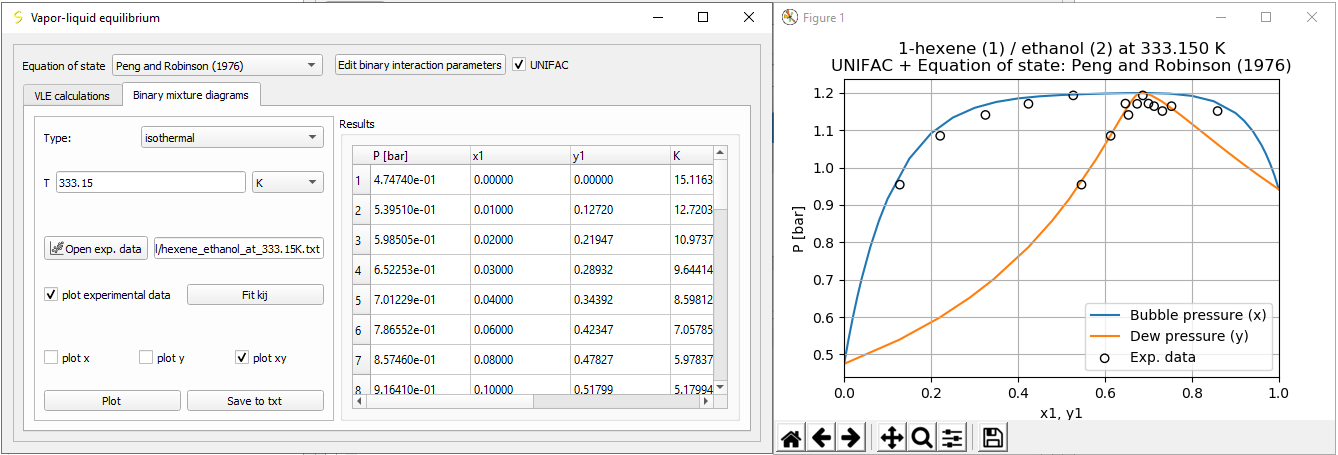 Vapor-liquid equilibrium
Equation of state Peng and Robinson (1976) Edit binary interaction parameters UNIFAC
VLE calculations Binary mixture diagrams
Type: isothermal
T 333.15 K
Open exp. data l/hexene_ethanol_at_333.15K.txt
plot experimental data Fit kij
plot x plot y plot xy
Plot Save to txt
Results
P [bar] x1 y1 K
1 4.74740e-01 0.00000 0.00000 15.1163
2 5.39510e-01 0.01000 0.12720 12.7203
3 5.98505e-01 0.02000 0.21947 10.9737
4 6.52253e-01 0.03000 0.28932 9.64414
5 7.01229e-01 0.04000 0.34392 8.59812
6 7.86552e-01 0.06000 0.42347 7.05785
7 8.57460e-01 0.08000 0.47827 5.97837
8 9.16410e-01 0.10000 0.51799 5.17994
Figure 1
1-hexene (1) / ethanol (2) at 333.150 K
UNIFAC + Equation of state: Peng and Robinson (1976)
P [bar]
1.2
1.1
1.0
0.9
0.8
0.7
0.6
0.5
Bubble pressure (x)
Dew pressure (y)
Exp. data
0.0 0.2 0.4 0.6 0.8 1.0
x1, y1